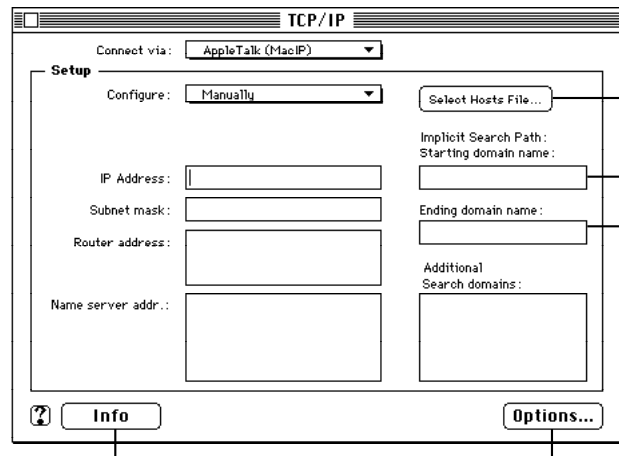 TCP/IP
Connect via: AppleTalk (MacIP)
Setup
Configure: Manually
Select Hosts File...
Implicit Search Path:
Starting domain name:
IP Address:
Subnet mask:
Ending domain name:
Router address:
Additional
Search domains:
Name server addr.:
? Info
Options...